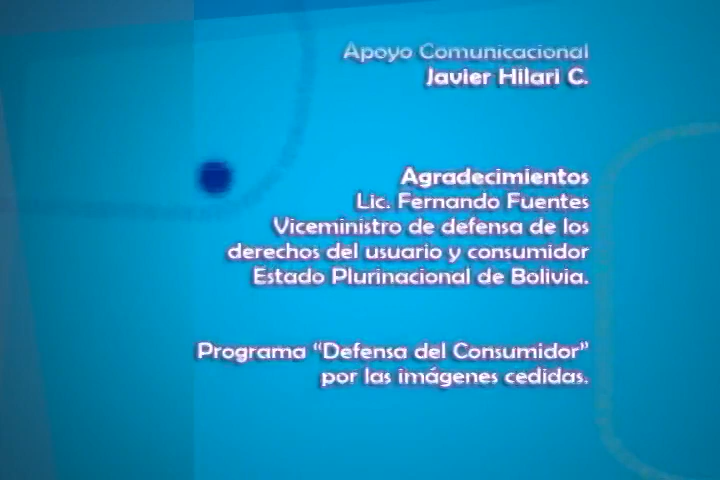 Apoyo Comunicacional
Javier Hilari C.
Agradecimientos
Lic. Fernando Fuentes
Viceministro de defensa de los
derechos del usuario y consumidor
Estado Plurinacional de Bolivia.
Programa “Defensa del Consumidor”
por las imágenes cedidas.